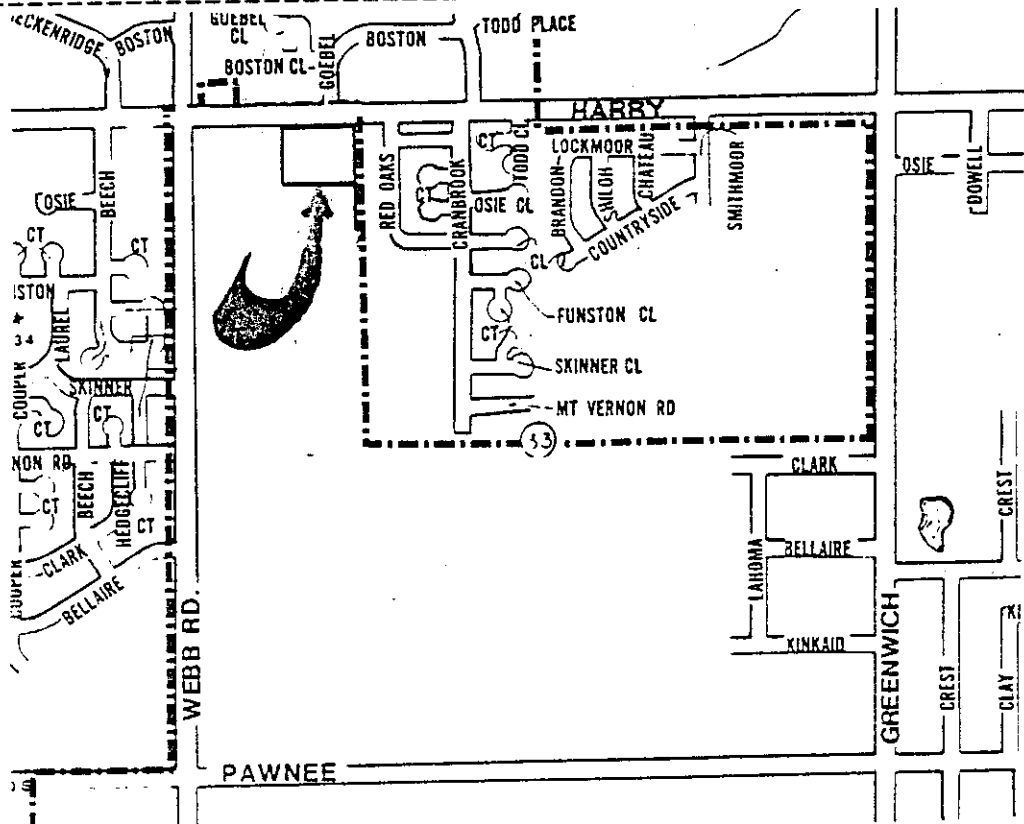 BOSTON
GOEBEL
CL
BOSTON
TODD PLACE
BOSTON CL
GOEBEL
HARRY
OSIE
BEECH
CT
CT
RED OAKS
CT
CRANBROOK
CT
TODD CL
OSIE CL
LOCKMOOR
BRANDON
SHILOH
CHATEAU
COUNTRYSIDE
SMITHMOOR
OSIE
DOWELL
CL
FUNSTON CL
CT
SKINNER CL
MT VERNON RD
33
34
LAUREL
COOPER
SKINNER
CT
CT
NON RD
CT
BEECH
HEDGECLIFF
CT
CLARK
COOPER
BELLAIRE
WEBB RD.
PAWNEE
CLARK
LAHOMA
BELLAIRE
KINKAID
GREENWICH
CREST
CREST
CLAY